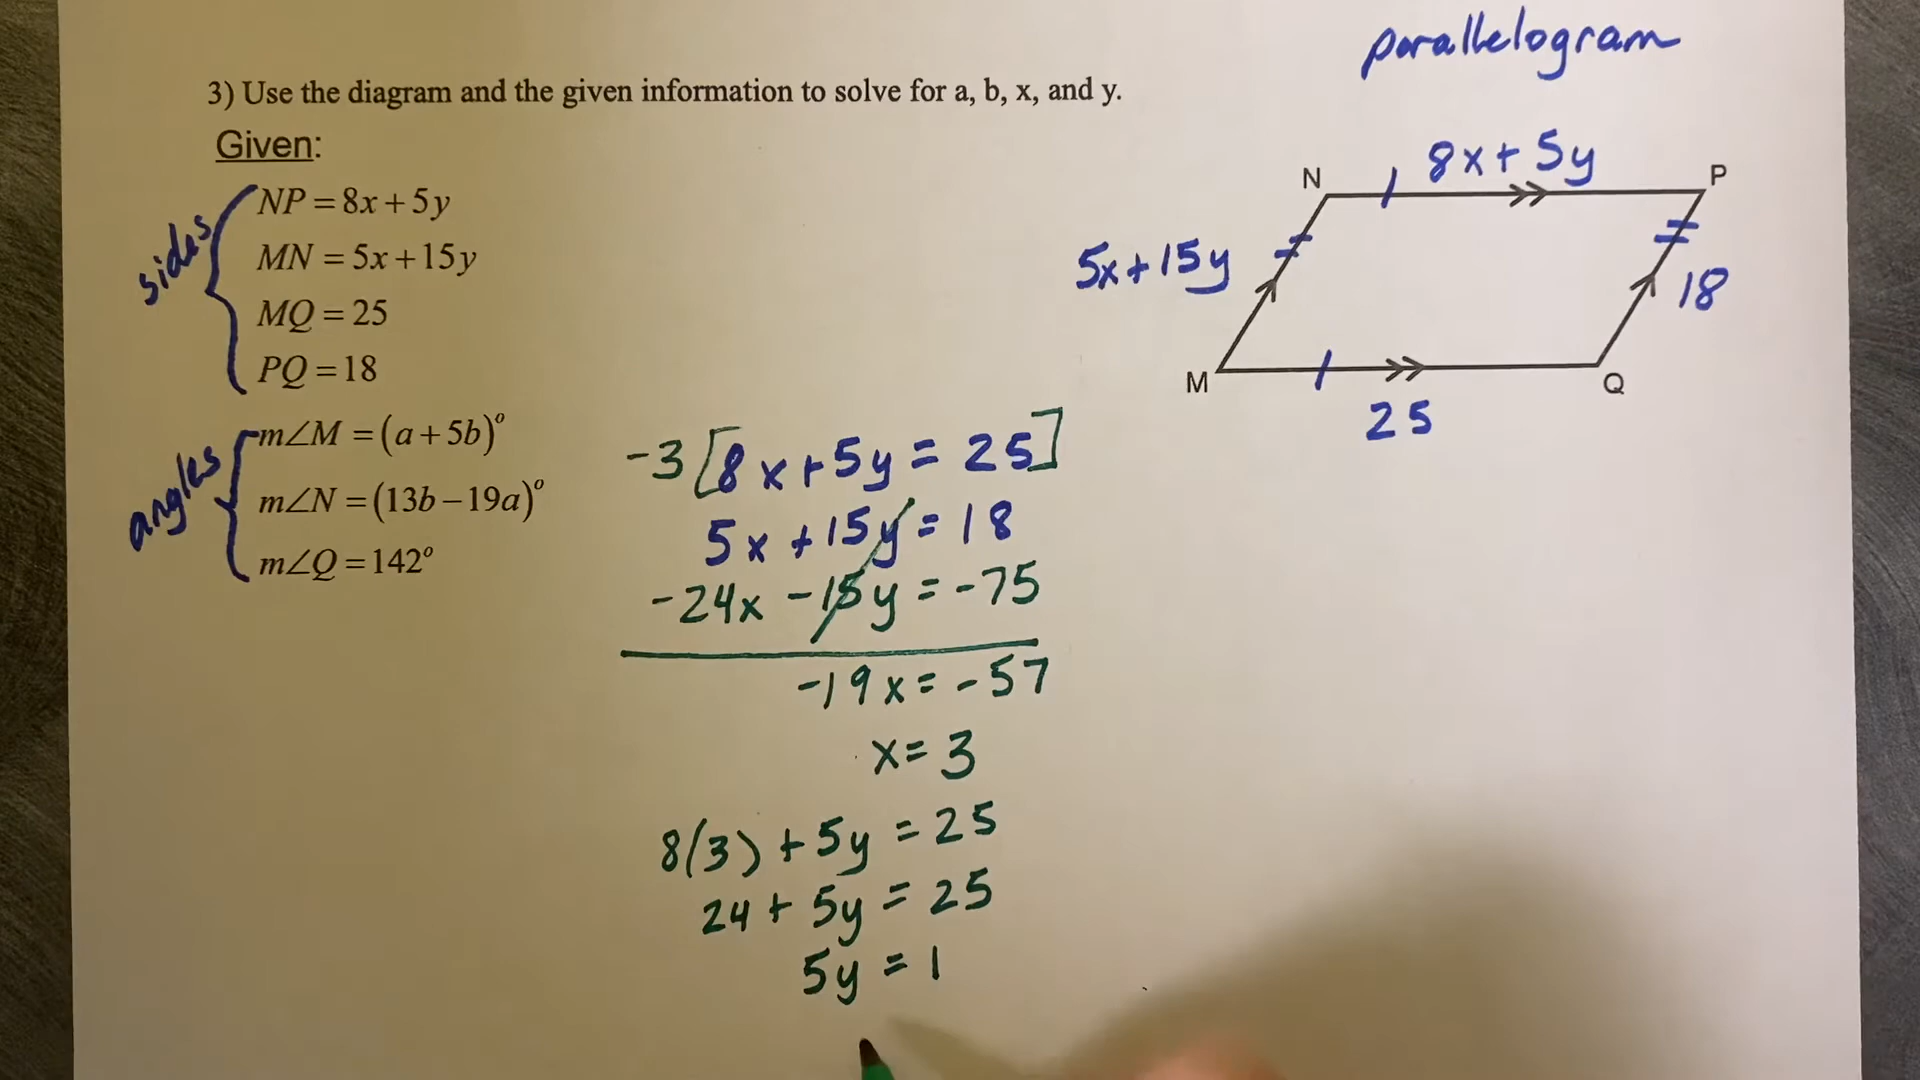 parallelogram
3) Use the diagram and the given information to solve for a, b, x, and y.
Given:
sides
NP = 8x + 5y
MN = 5x + 15y
MQ = 25
PQ = 18
angles
m∠M = (a + 5b)°
m∠N = (13b − 19a)°
m∠Q = 142°
N
8x + 5y
P
5x + 15y
18
M
Q
25
-3[8x + 5y = 25]
5x + 15y = 18
-24x - 15y = -75
-19x = -57
x = 3
8(3) + 5y = 25
24 + 5y = 25
5y = 1